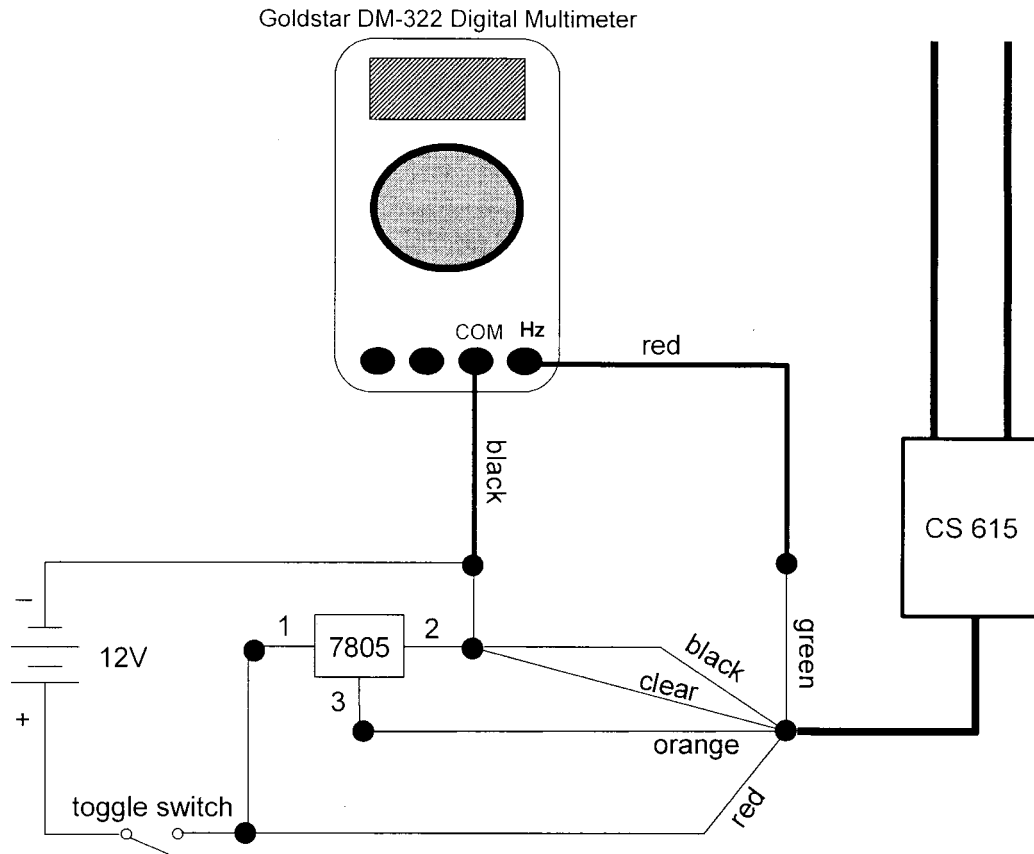 Goldstar DM-322 Digital Multimeter
COM Hz
red
black
CS 615
−
12V
+
1
7805
2
3
black
clear
green
orange
toggle switch
red